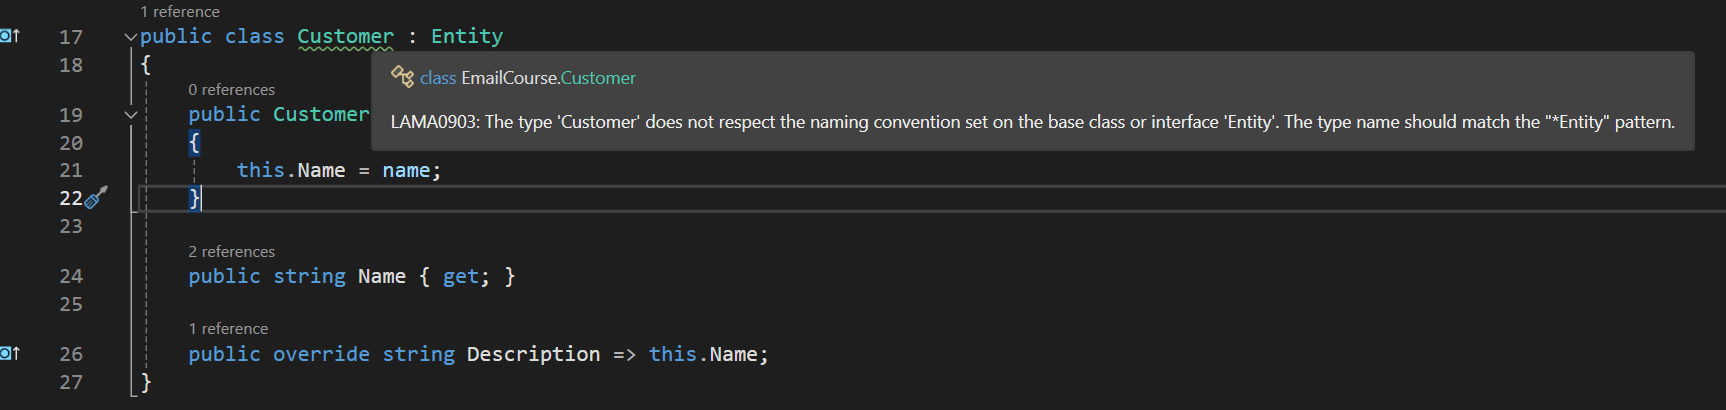 1 reference
17 public class Customer : Entity
18 {
class EmailCourse.Customer
0 references
19 public Customer
LAMA0903: The type 'Customer' does not respect the naming convention set on the base class or interface 'Entity'. The type name should match the "*Entity" pattern.
20 {
21 this.Name = name;
22 }
23
2 references
24 public string Name { get; }
25
1 reference
26 public override string Description => this.Name;
27 }